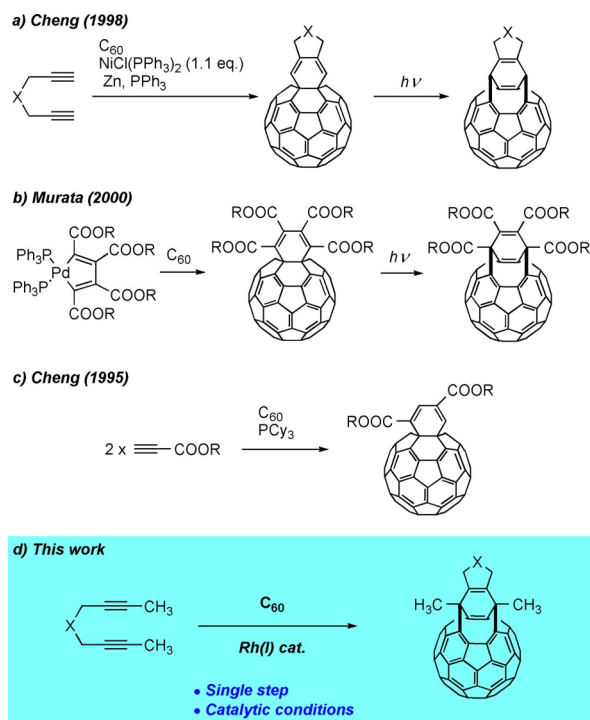 a) Cheng (1998)
C60
NiCl(PPh3)2 (1.1 eq.)
Zn, PPh3
X
X
hν
X
b) Murata (2000)
COOR
Ph3P
COOR
Pd
Ph3P
COOR
COOR
C60
ROOC COOR
ROOC COOR
hν
ROOC COOR
ROOC COOR
c) Cheng (1995)
2 x COOR
C60
PCy3
COOR
ROOC
d) This work
CH3
X
CH3
C60
Rh(I) cat.
• Single step
• Catalytic conditions
X
H3C CH3